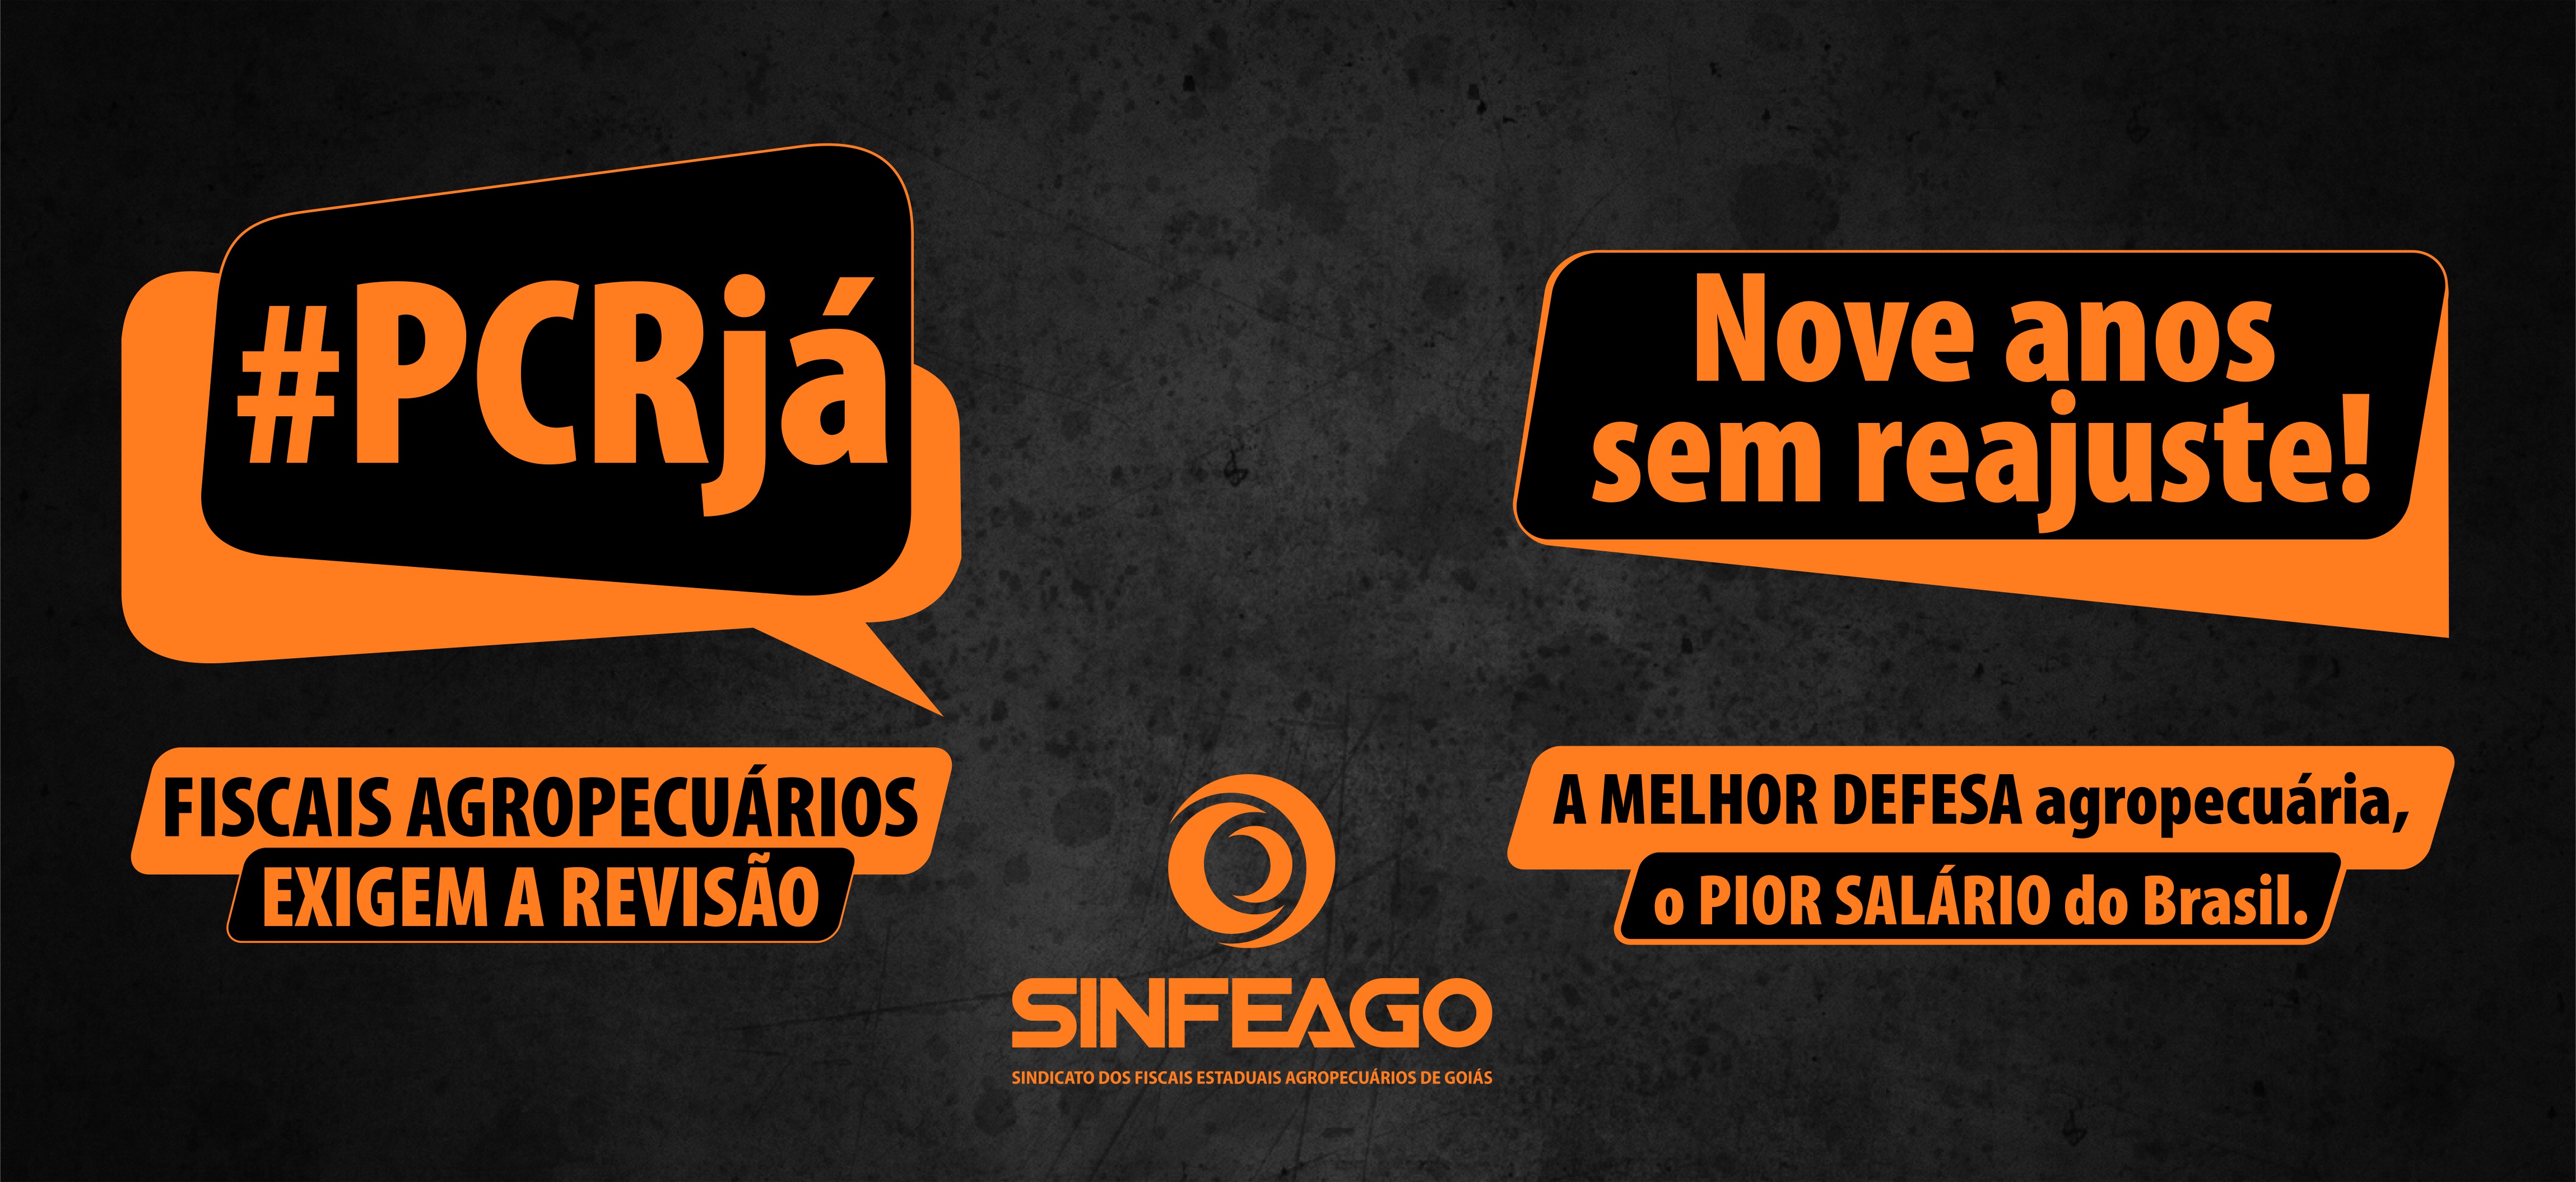 #PCRjá
FISCAIS AGROPECUÁRIOS
EXIGEM A REVISÃO
Nove anos
sem reajuste!
A MELHOR DEFESA agropecuária,
o PIOR SALÁRIO do Brasil.
SINFEAGO
SINDICATO DOS FISCAIS ESTADUAIS AGROPECUÁRIOS DE GOIÁS